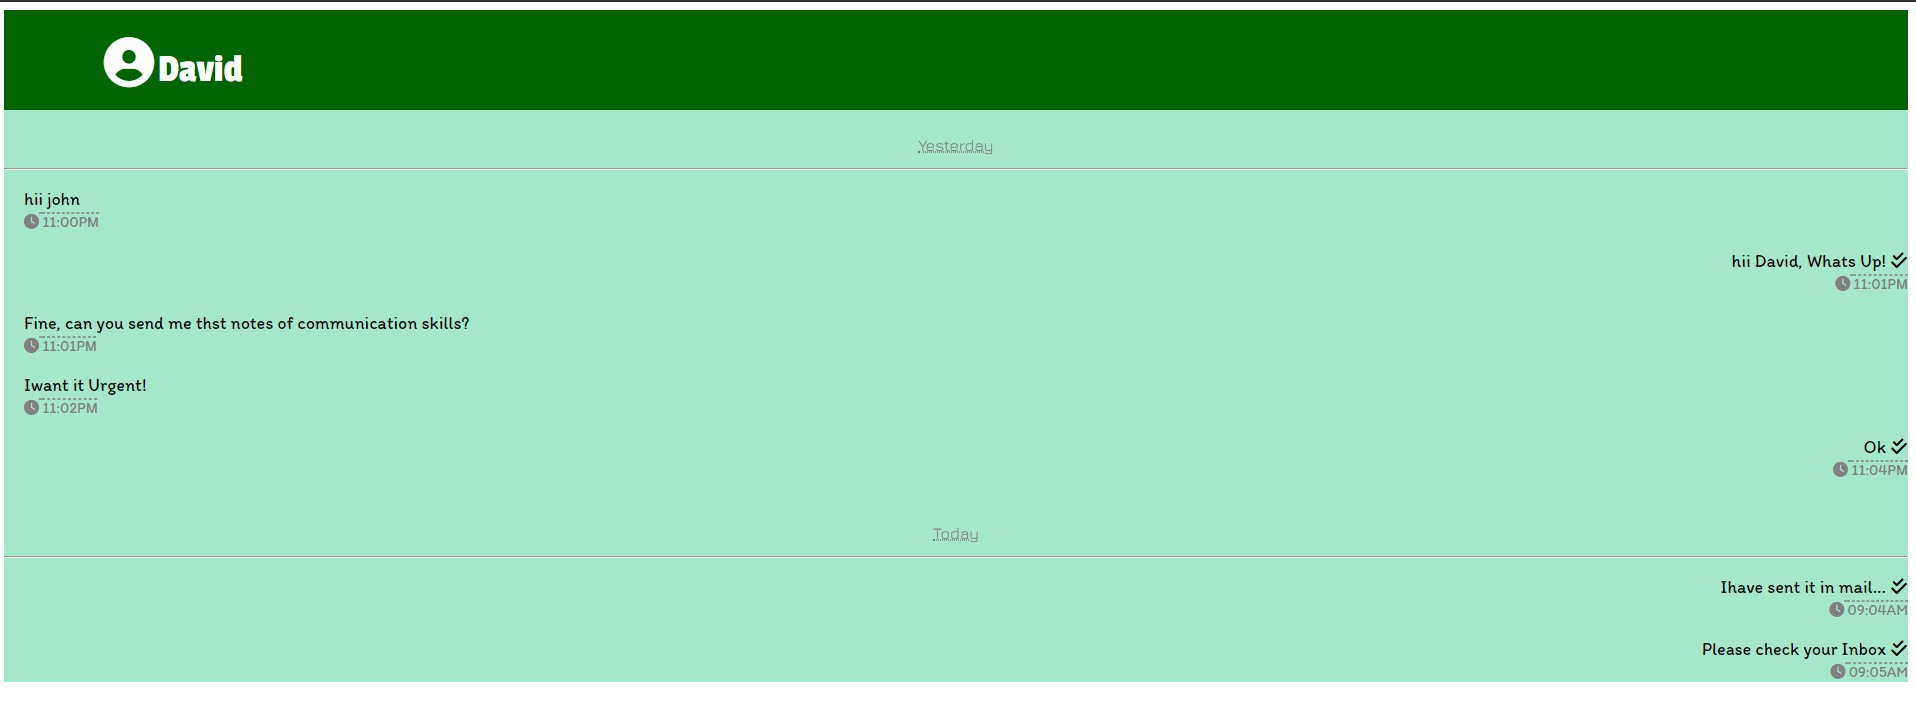 David
Yesterday
hii john
11:00PM
hii David, Whats Up!
11:01PM
Fine, can you send me thst notes of communication skills?
11:01PM
Iwant it Urgent!
11:02PM
Ok
11:04PM
Today
Ihave sent it in mail...
09:04AM
Please check your Inbox
09:05AM